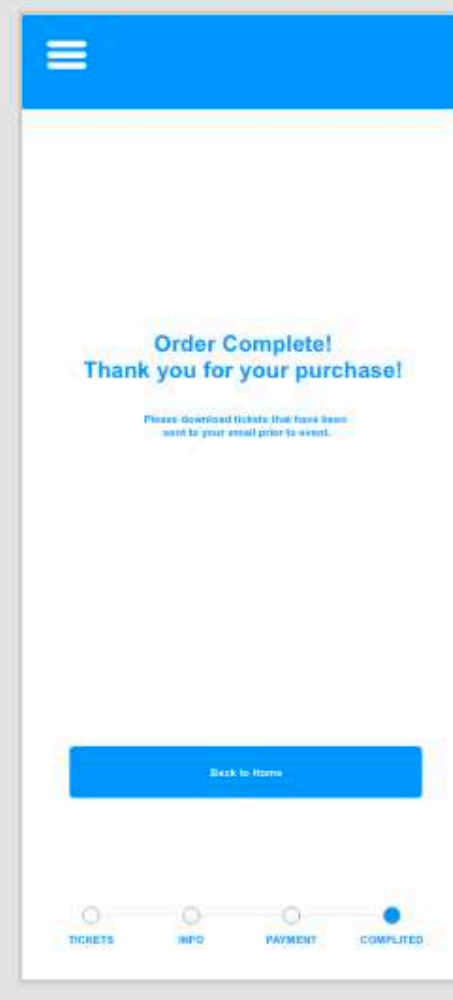 Order Complete!
Thank you for your purchase!
Please download tickets that have been
sent to your email prior to event.
Back to Home
TICKETS INFO PAYMENT COMPLITED